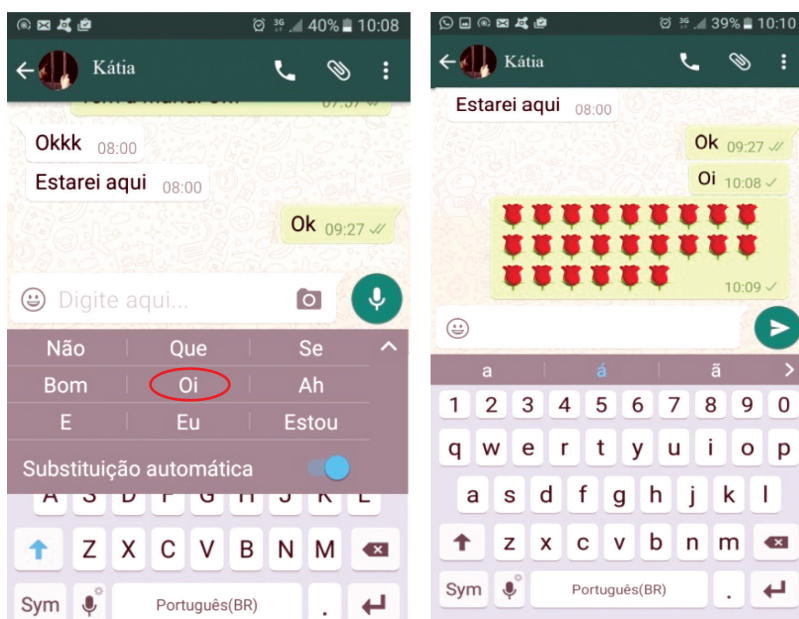 3G 40% 10:08
Kátia
Okkk 08:00
Estarei aqui 08:00
Ok 09:27
Digite aqui...
Não Que Se
Bom Oi Ah
E Eu Estou
Substituição automática
A S D F G H J K L
Z X C V B N M
Sym Português(BR) .
3G 39% 10:10
Kátia
Estarei aqui 08:00
Ok 09:27
Oi 10:08
10:09
a á ã
1 2 3 4 5 6 7 8 9 0
q w e r t y u i o p
a s d f g h j k l
z x c v b n m
Sym Português(BR) .